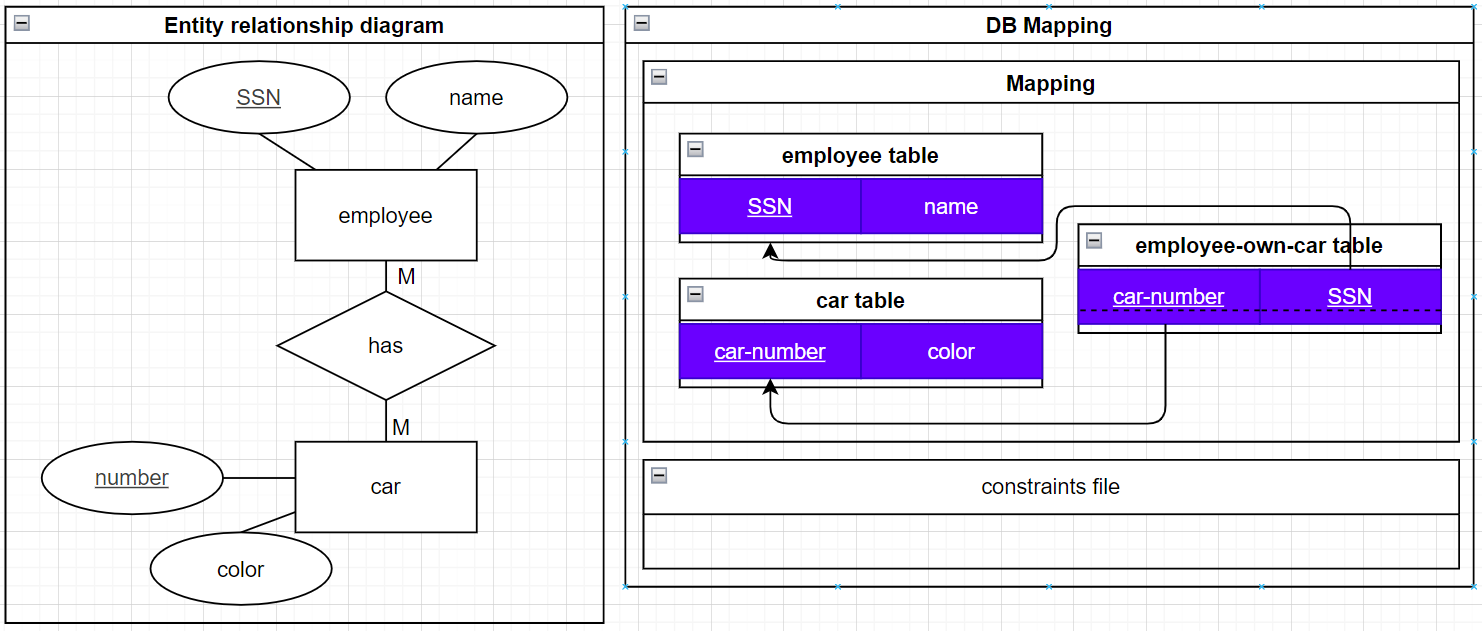 Entity relationship diagram
SSN
name
employee
M
has
M
number
car
color
DB Mapping
Mapping
employee table
SSN name
employee-own-car table
car-number SSN
car table
car-number color
constraints file